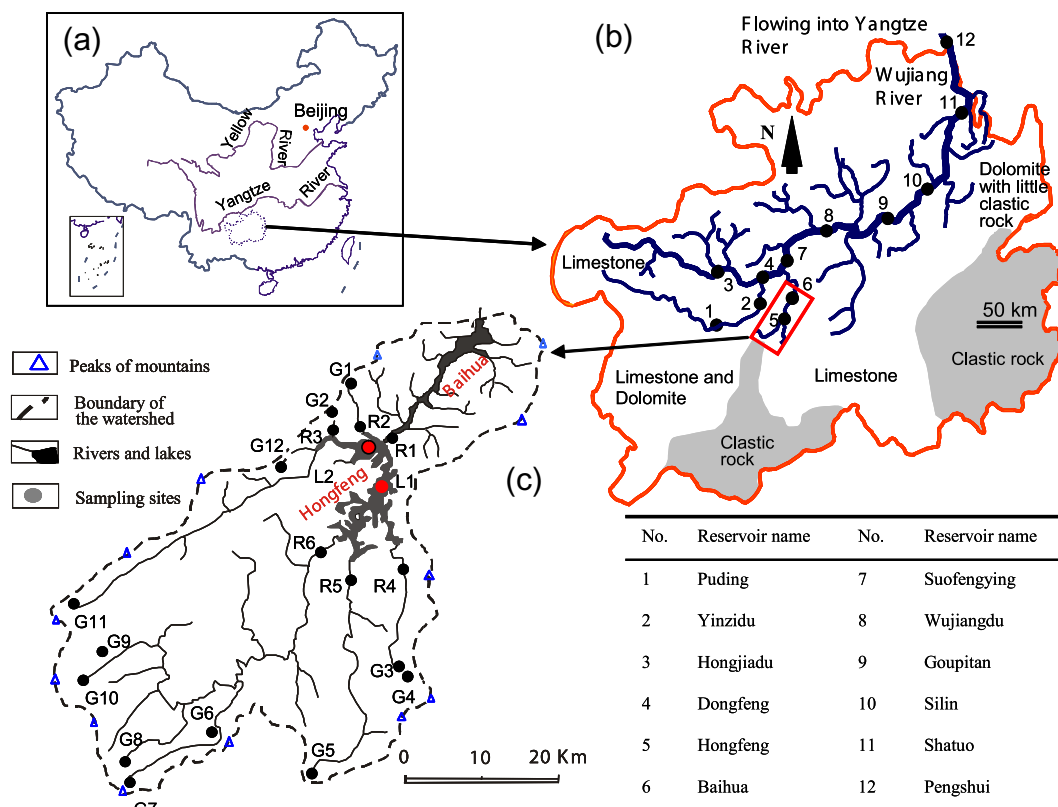 (a)
Beijing
Yellow
River
Yangtze
River
(b)
Flowing into Yangtze
River
12
Wujiang
River
11
N
Dolomite
with little
clastic
rock
10
9
8
7
Limestone
4
3
6
2
1
5
50 km
Clastic rock
Limestone and
Dolomite
Limestone
Clastic
rock
Peaks of mountains
Boundary of
the watershed
Rivers and lakes
Sampling sites
(c)
Baihua
G1
G2
R2
R3
R1
G12
L2
L1
Hongfeng
R6
R5
R4
G11
G9
G3
G10
G4
G6
G8
G5
G7
0 10 20 Km
No. Reservoir name No. Reservoir name
1 Puding 7 Suofengying
2 Yinzidu 8 Wujiangdu
3 Hongjiadu 9 Goupitan
4 Dongfeng 10 Silin
5 Hongfeng 11 Shatuo
6 Baihua 12 Pengshui